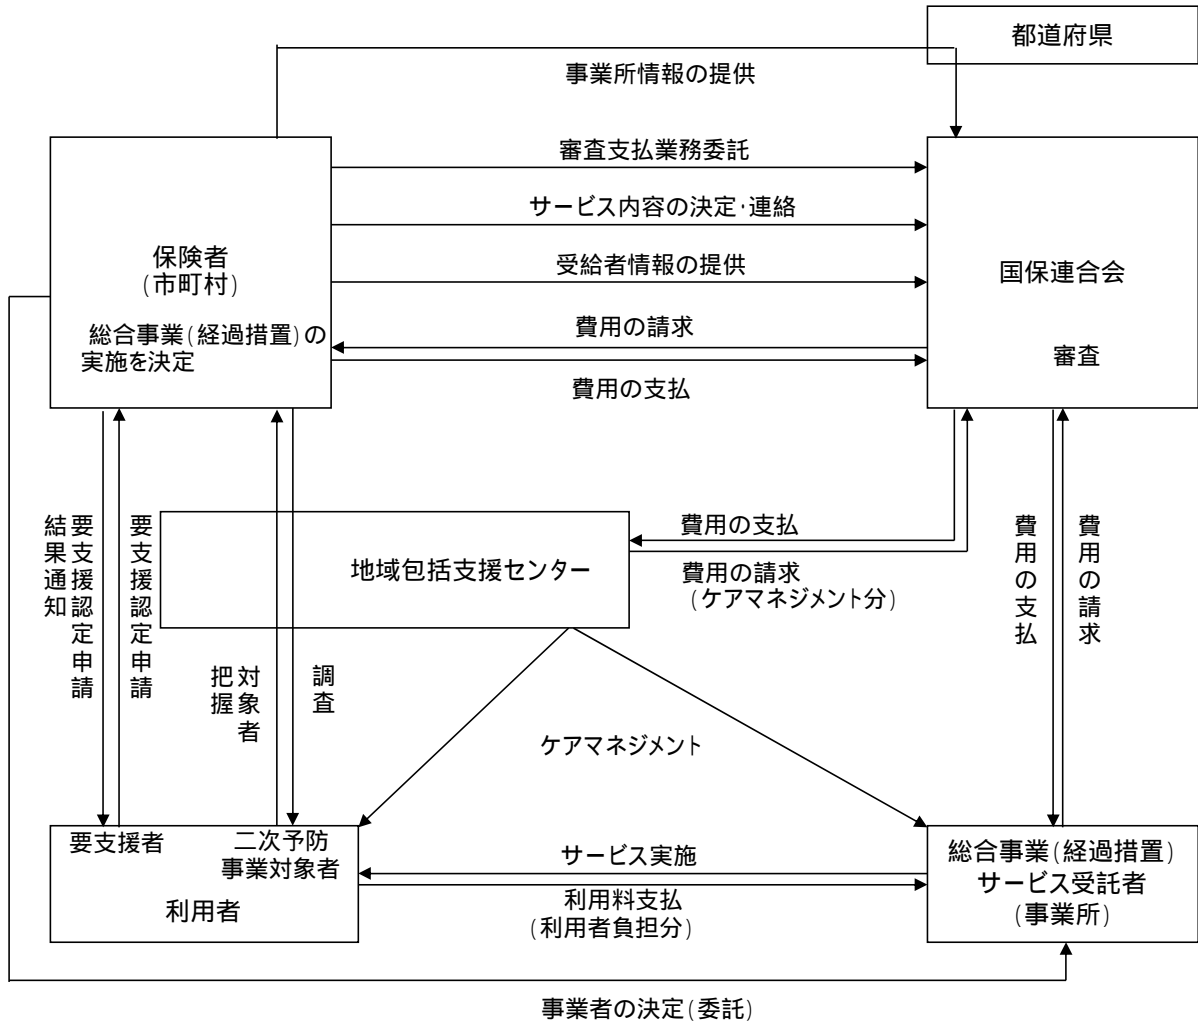 都道府県
事業所情報の提供
審査支払業務委託
サービス内容の決定･連絡
受給者情報の提供
費用の請求
費用の支払
保険者
(市町村)
総合事業(経過措置)の
実施を決定
国保連合会
審査
要支援認定申請
結果通知
要支援認定申請
対象者
把握
調査
地域包括支援センター
費用の支払
費用の請求
(ケアマネジメント分)
費用の支払
費用の請求
ケアマネジメント
要支援者
二次予防
事業対象者
利用者
サービス実施
利用料支払
(利用者負担分)
総合事業(経過措置)
サービス受託者
(事業所)
事業者の決定(委託)